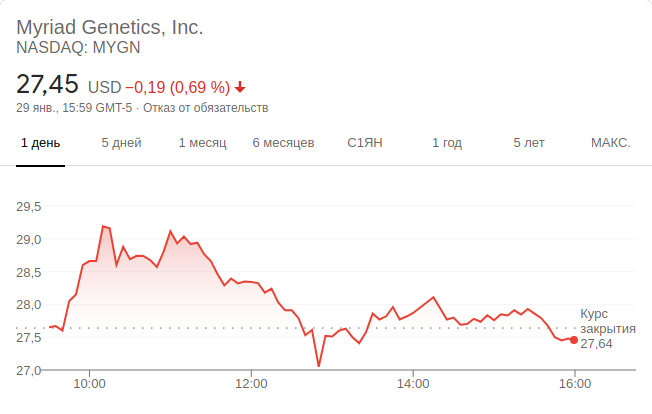 Myriad Genetics, Inc.
NASDAQ: MYGN
27,45 USD −0,19 (0,69 %)
29 янв., 15:59 GMT-5 · Отказ от обязательств
1 день 5 дней 1 месяц 6 месяцев С1ЯН 1 год 5 лет МАКС.
29,5
29,0
28,5
28,0
27,5
27,0
Курс
закрытия
27,64
10:00 12:00 14:00 16:00